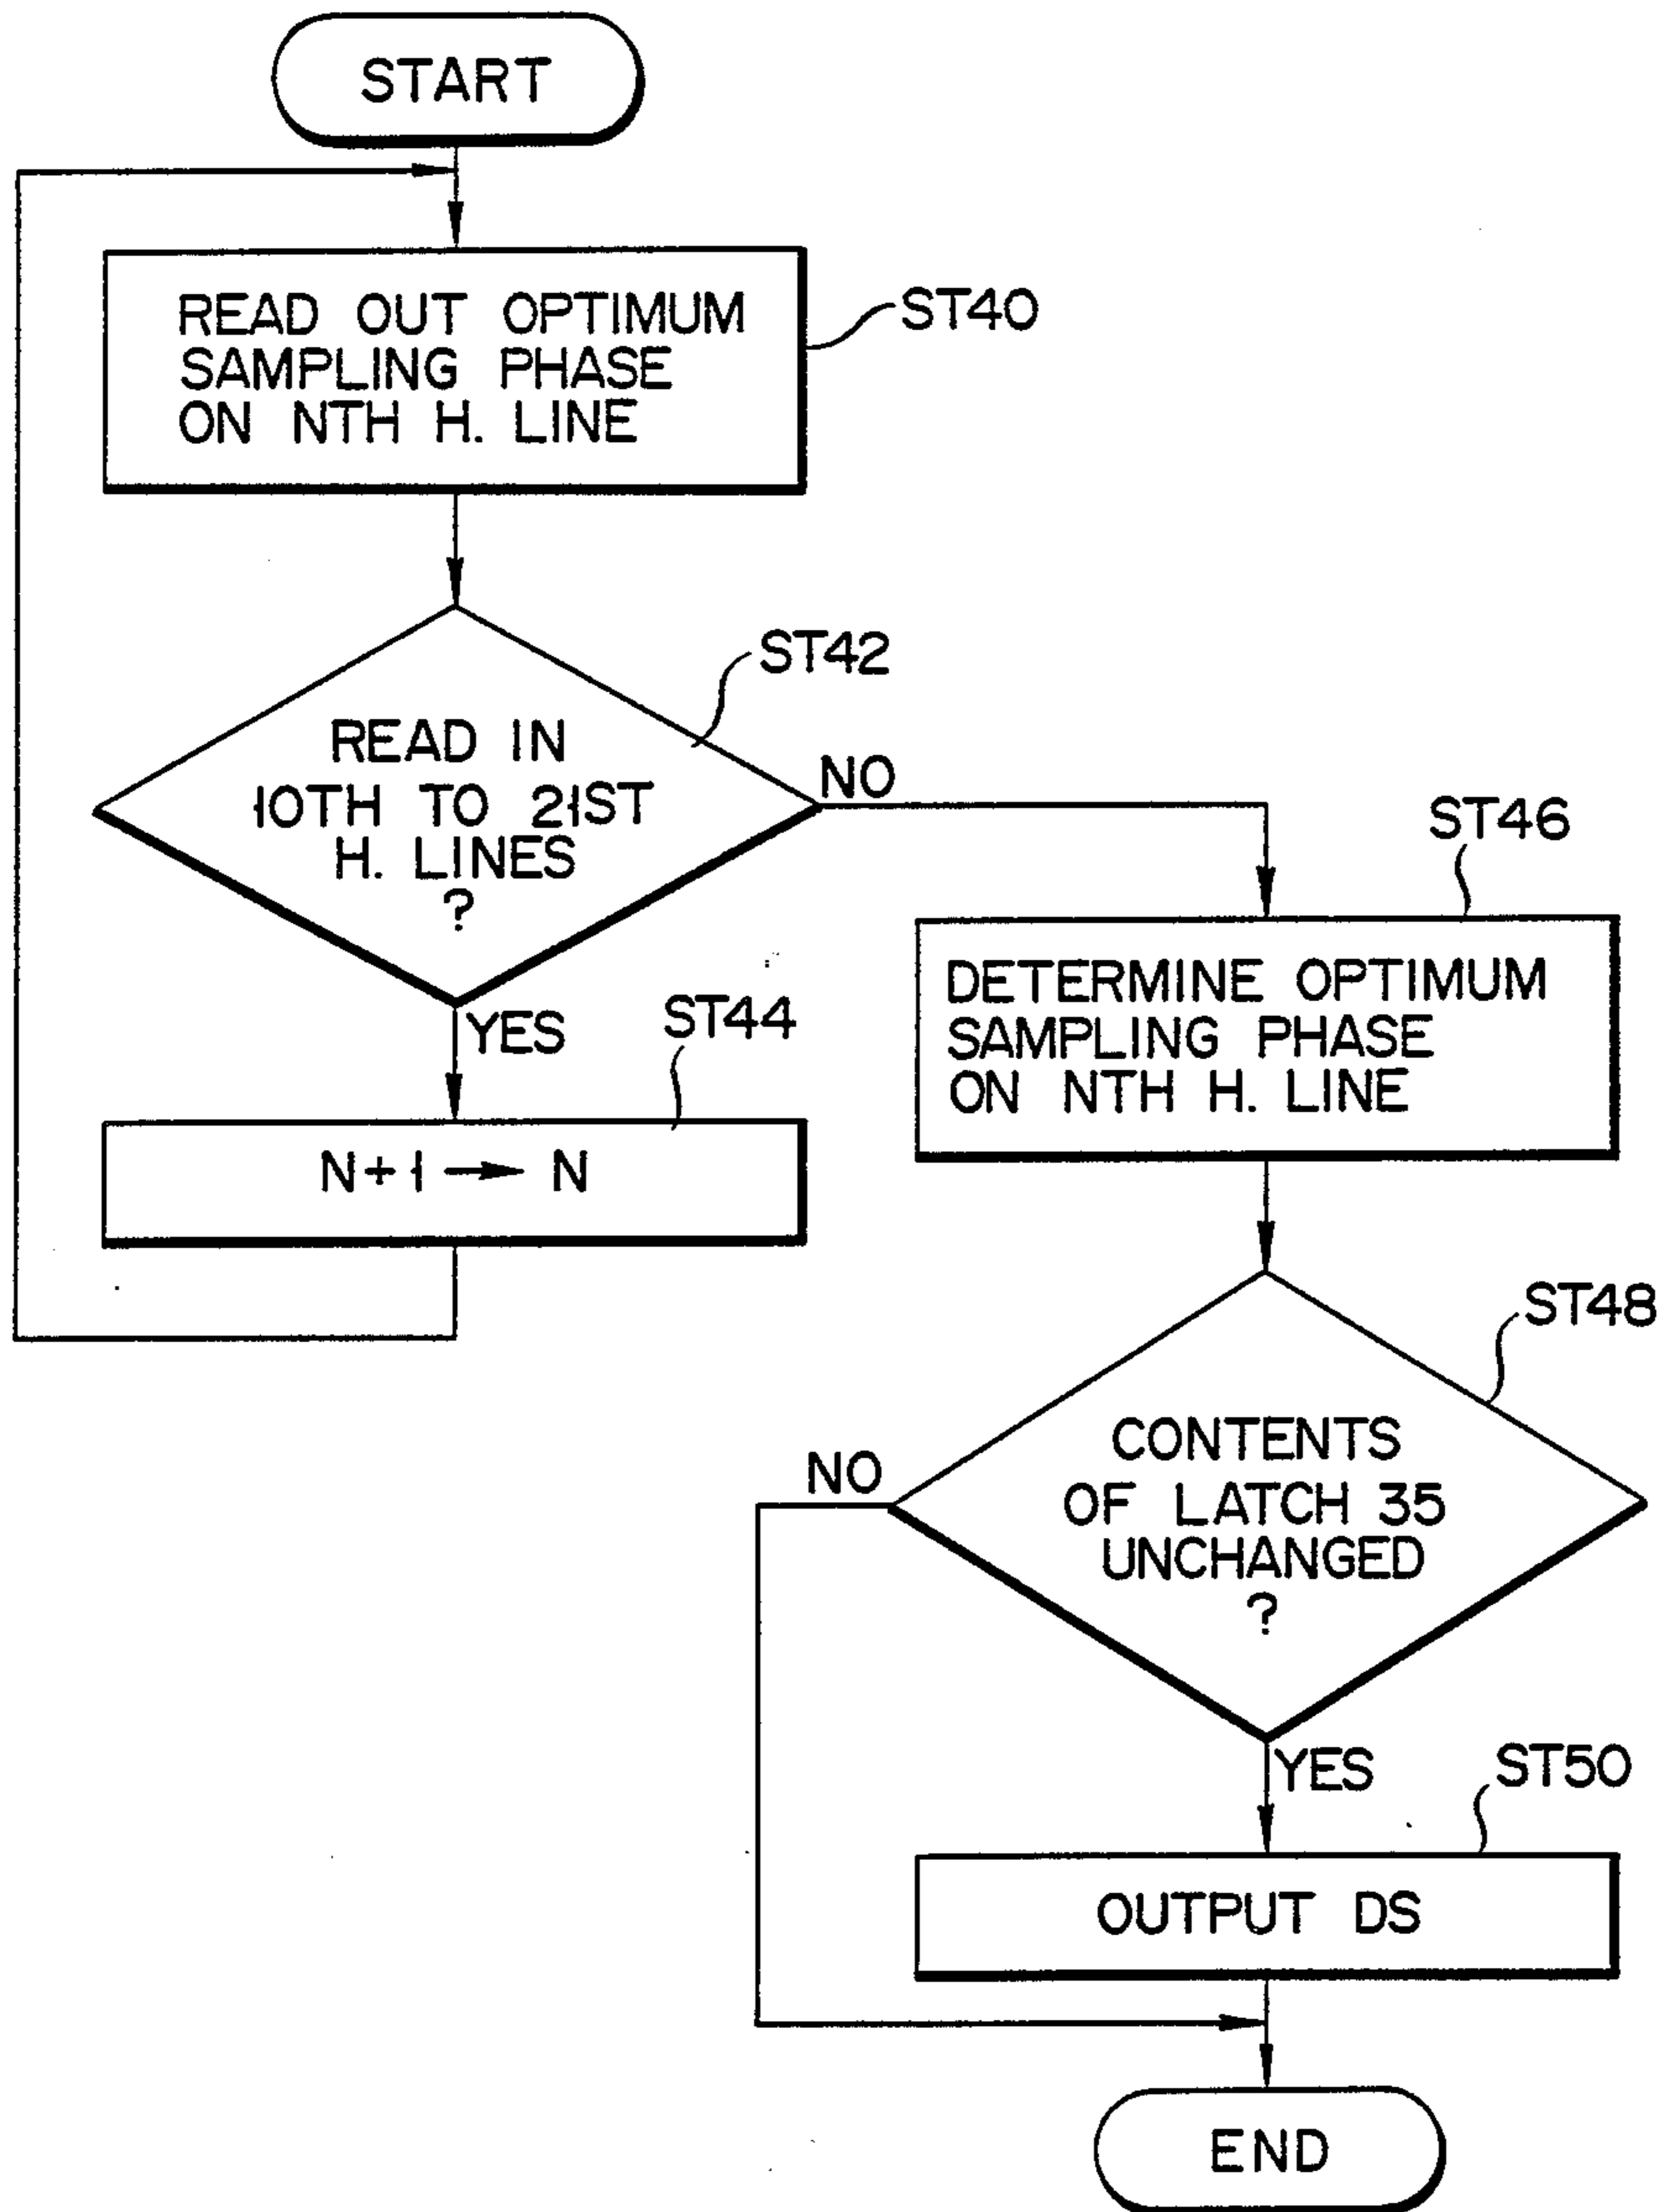 START
READ OUT OPTIMUM
SAMPLING PHASE
ON NTH H. LINE
ST40
READ IN
10TH TO 21ST
H. LINES
?
ST42
NO
YES
ST44
N+1 → N
ST46
DETERMINE OPTIMUM
SAMPLING PHASE
ON NTH H. LINE
ST48
CONTENTS
OF LATCH 35
UNCHANGED
?
NO
YES
ST50
OUTPUT DS
END